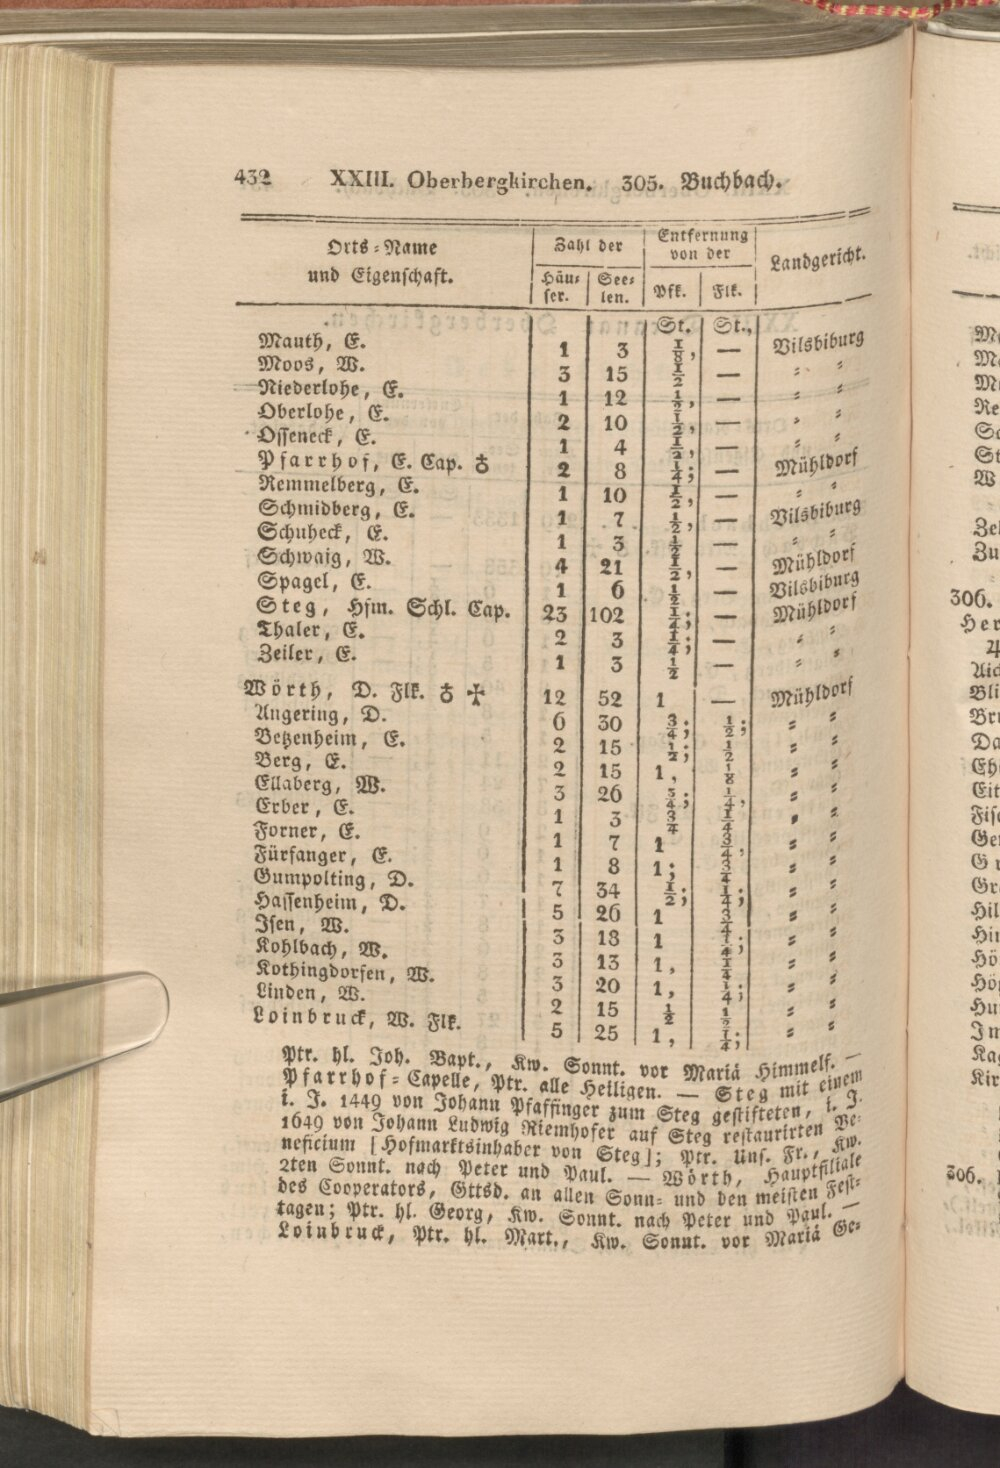 432 XXIII. Oberbergkirchen. 305. Buchbach.
Orts-Name und Eigenschaft. Zahl der Entfernung von der Landgericht.
Häu-ser. See-len. Pfk. Flk.
St. St.,
Mauth, E. 1 3 1/8, — Vilsbiburg
Moos, W. 3 15 1/2 — " "
Niederlohe, E. 1 12 1/2, — " "
Oberlohe, E. 2 10 1/2, — " "
Osseneck, E. 1 4 1/2, — " "
Pfarrhof, E. Cap. ♁ 2 8 1/4; — Mühldorf
Remmelberg, E. 1 10 1/2, — " "
Schmidberg, E. 1 7 1/2, — Vilsbiburg
Schuheck, E. 1 3 1/2 — " "
Schwaig, W. 4 21 1/2, — Mühldorf
Spagel, E. 1 6 1/2 — Vilsbiburg
Steg, Hfm. Schl. Cap. 23 102 1/4; — Mühldorf
Thaler, E. 2 3 1/4; — " "
Zeiler, E. 1 3 1/2 — " "
Wörth, D. Flk. ♁ ✠ 12 52 1 — Mühldorf
Angering, D. 6 30 3/4; 1/2; " "
Betzenheim, E. 2 15 1/2; 1/2 " "
Berg, E. 2 15 1, 1/8 " "
Ellaberg, W. 3 26 3/4; 1/4, " "
Erber, E. 1 3 3/4 1/4 " "
Forner, E. 1 7 1 3/4, " "
Fürfanger, E. 1 8 1; 3/4 " "
Gumpolting, D. 7 34 1/2; 1/4; " "
Hassenheim, D. 5 26 1 3/4 " "
Isen, W. 3 18 1 1/4; " "
Kohlbach, W. 3 13 1, 1/4 " "
Kothingdorfen, W. 3 20 1, 1/4; " "
Linden, W. 2 15 1/2 1/2 " "
Loinbruck, W. Flk. 5 25 1, 1/4; " "
Ptr. hl. Joh. Bapt., Kw. Sonnt. vor Mariä Himmelf. —
Pfarrhof-Capelle, Ptr. alle Heiligen. — Steg mit einem
i. J. 1449 von Johann Pfaffinger zum Steg gestifteten, i. J.
1649 von Johann Ludwig Riemhofer auf Steg restaurirten Be-
neficium [Hofmarktsinhaber von Steg]; Ptr. Uns. Fr., Kw.
2ten Sonnt. nach Peter und Paul. — Wörth, Hauptfiliale
des Cooperators, Gttsd. an allen Sonn- und den meisten Fest-
tagen; Ptr. hl. Georg, Kw. Sonnt. nach Peter und Paul. —
Loinbruck, Ptr. hl. Mart., Kw. Sonnt. vor Mariä Ge-
306.
Her
306.